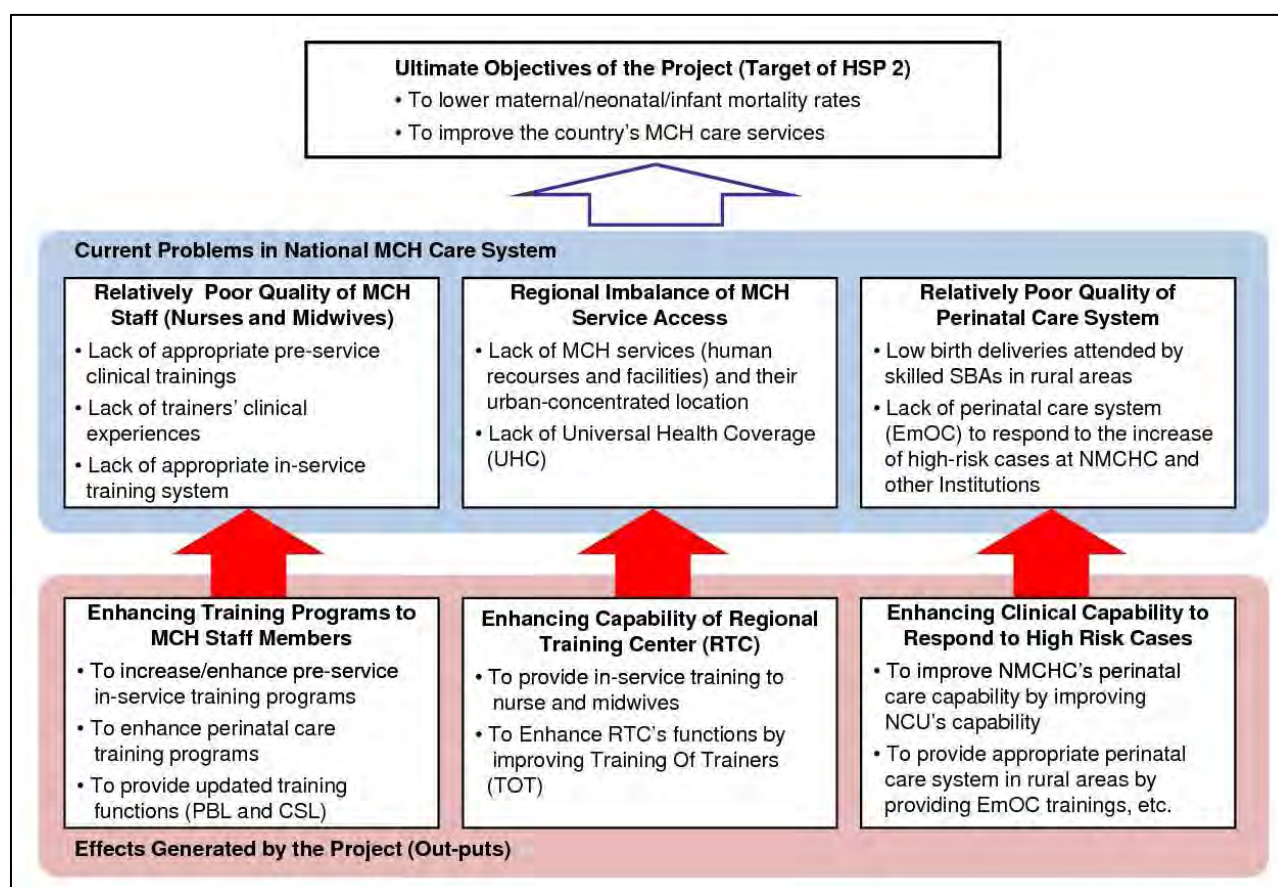 Ultimate Objectives of the Project (Target of HSP 2)
• To lower maternal/neonatal/infant mortality rates
• To improve the country's MCH care services
Current Problems in National MCH Care System
Relatively Poor Quality of MCH
Staff (Nurses and Midwives)
• Lack of appropriate pre-service
clinical trainings
• Lack of trainers' clinical
experiences
• Lack of appropriate in-service
training system
Regional Imbalance of MCH
Service Access
• Lack of MCH services (human
recourses and facilities) and their
urban-concentrated location
• Lack of Universal Health Coverage
(UHC)
Relatively Poor Quality of
Perinatal Care System
• Low birth deliveries attended by
skilled SBAs in rural areas
• Lack of perinatal care system
(EmOC) to respond to the increase
of high-risk cases at NMCHC and
other Institutions
Enhancing Training Programs to
MCH Staff Members
• To increase/enhance pre-service
in-service training programs
• To enhance perinatal care
training programs
• To provide updated training
functions (PBL and CSL)
Enhancing Capability of Regional
Training Center (RTC)
• To provide in-service training to
nurse and midwives
• To Enhance RTC's functions by
improving Training Of Trainers
(TOT)
Enhancing Clinical Capability to
Respond to High Risk Cases
• To improve NMCHC's perinatal
care capability by improving
NCU's capability
• To provide appropriate perinatal
care system in rural areas by
providing EmOC trainings, etc.
Effects Generated by the Project (Out-puts)